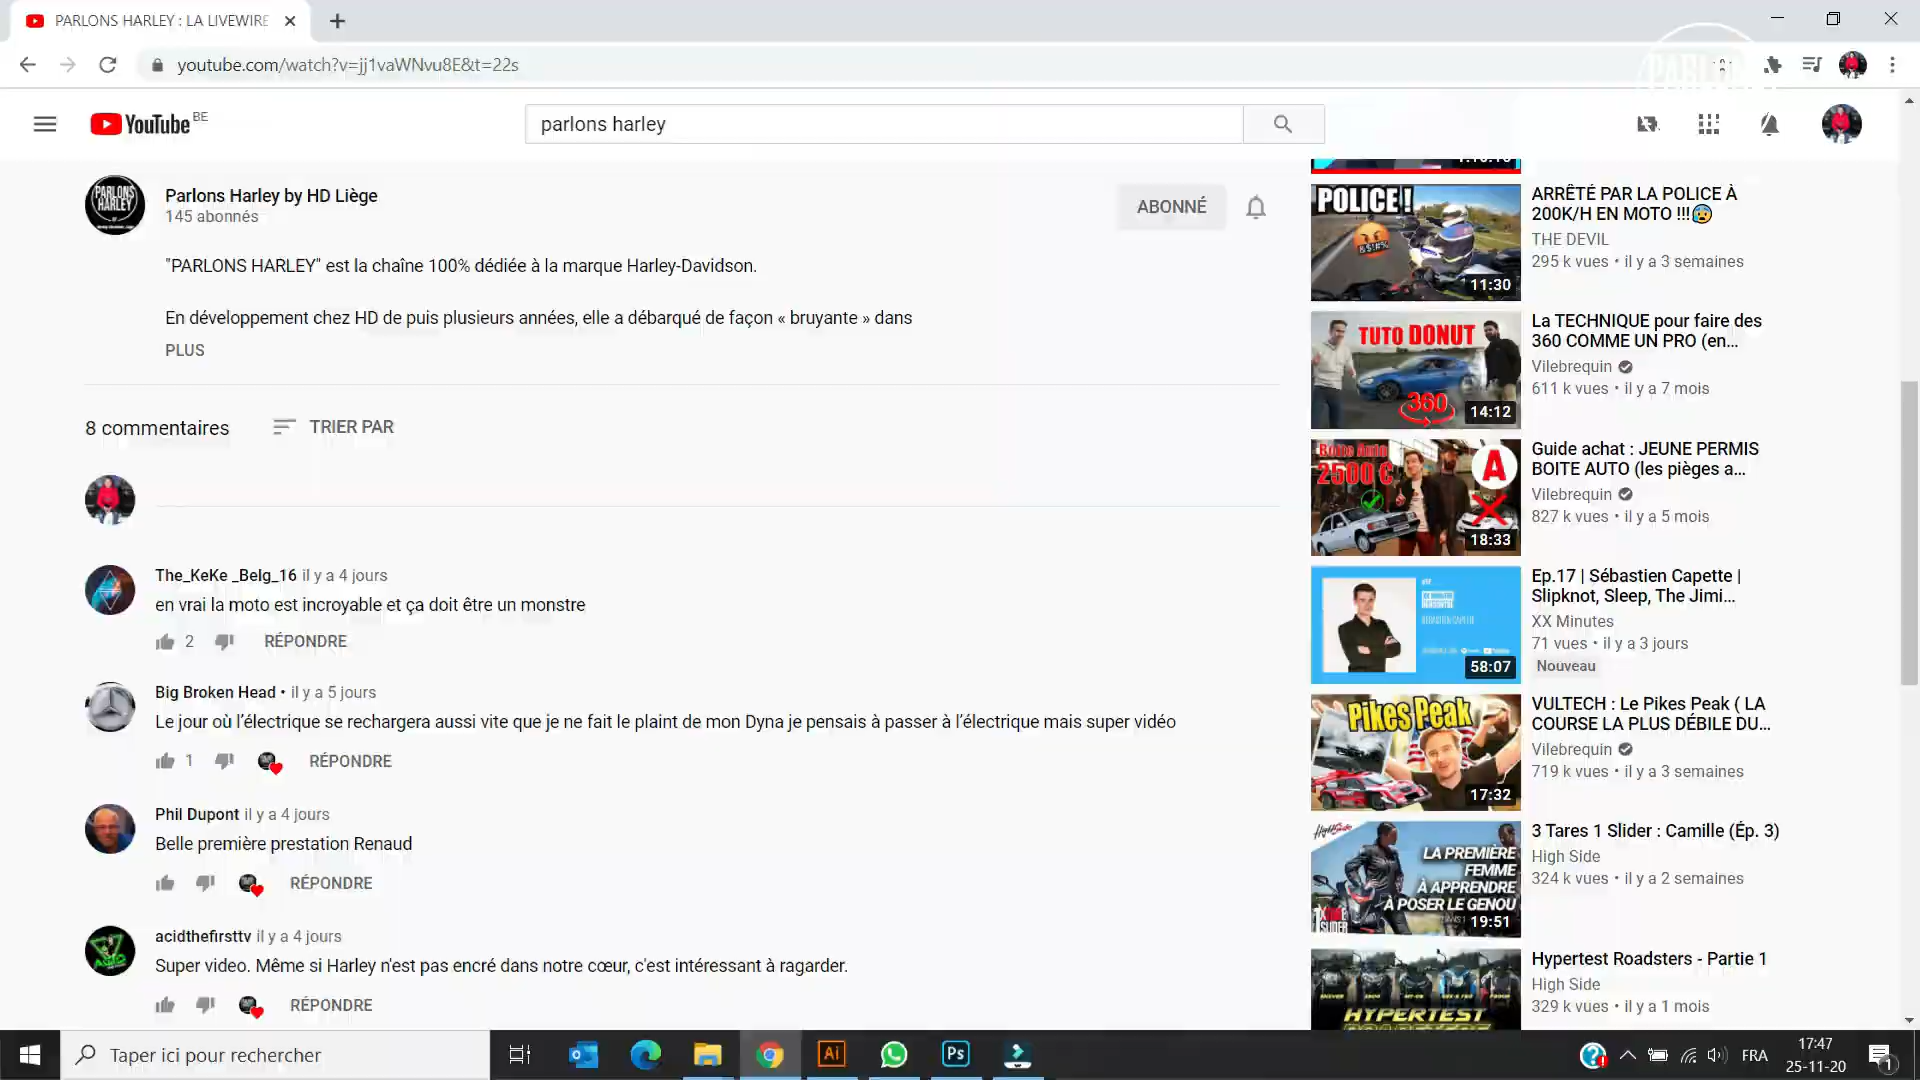 PARLONS HARLEY : LA LIVEWIRE
youtube.com/watch?v=jj1vaWNvu8E&t=22s
YouTube BE
parlons harley
PARLONS
HARLEY
Parlons Harley by HD Liège
145 abonnés
ABONNÉ
"PARLONS HARLEY" est la chaîne 100% dédiée à la marque Harley-Davidson.
En développement chez HD de puis plusieurs années, elle a débarqué de façon « bruyante » dans
PLUS
8 commentaires
TRIER PAR
The_KeKe _Belg_16 il y a 4 jours
en vrai la moto est incroyable et ça doit être un monstre
2
RÉPONDRE
Big Broken Head • il y a 5 jours
Le jour où l’électrique se rechargera aussi vite que je ne fait le plaint de mon Dyna je pensais à passer à l’électrique mais super vidéo
1
RÉPONDRE
Phil Dupont il y a 4 jours
Belle première prestation Renaud
RÉPONDRE
acidthefirsttv il y a 4 jours
Super video. Même si Harley n'est pas encré dans notre cœur, c'est intéressant à ragarder.
RÉPONDRE
POLICE !
11:30
ARRÊTÉ PAR LA POLICE À
200K/H EN MOTO !!!😰
THE DEVIL
295 k vues • il y a 3 semaines
TUTO DONUT
360
14:12
La TECHNIQUE pour faire des
360 COMME UN PRO (en...
Vilebrequin
611 k vues • il y a 7 mois
Boite Auto
2500 €
A
18:33
Guide achat : JEUNE PERMIS
BOITE AUTO (les pièges a...
Vilebrequin
827 k vues • il y a 5 mois
58:07
Ep.17 | Sébastien Capette |
Slipknot, Sleep, The Jimi...
XX Minutes
71 vues • il y a 3 jours
Nouveau
Pikes Peak
17:32
VULTECH : Le Pikes Peak ( LA
COURSE LA PLUS DÉBILE DU...
Vilebrequin
719 k vues • il y a 3 semaines
High Side
LA PREMIÈRE
FEMME
À APPRENDRE
À POSER LE GENOU
19:51
3 Tares 1 Slider : Camille (Ép. 3)
High Side
324 k vues • il y a 2 semaines
HYPERTEST
Hypertest Roadsters - Partie 1
High Side
329 k vues • il y a 1 mois
Taper ici pour rechercher
Ai
Ps
FRA
17:47
25-11-20
1